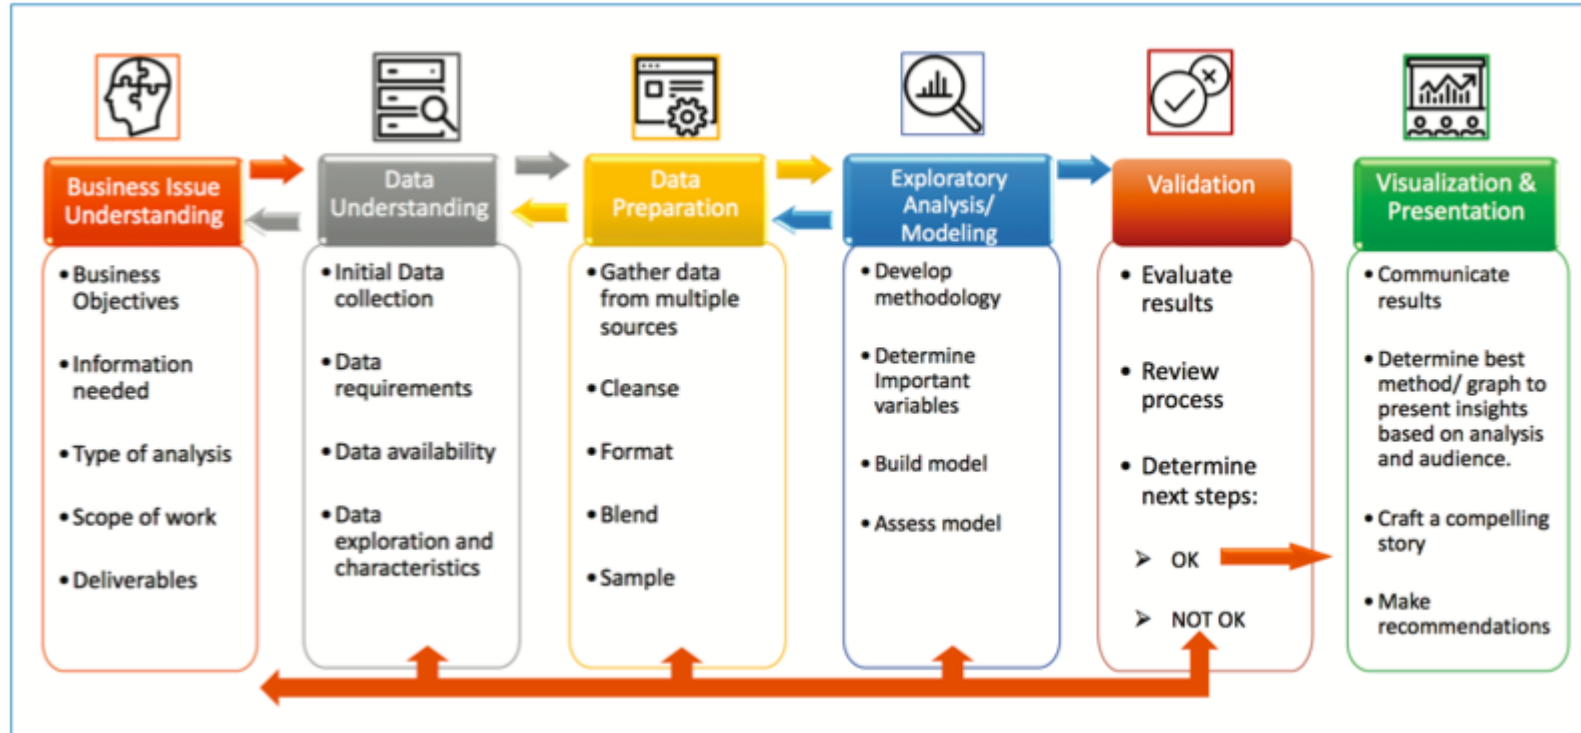 Business Issue
Understanding
• Business
Objectives
• Information
needed
• Type of analysis
• Scope of work
• Deliverables
Data
Understanding
• Initial Data
collection
• Data
requirements
• Data availability
• Data
exploration and
characteristics
Data
Preparation
• Gather data
from multiple
sources
• Cleanse
• Format
• Blend
• Sample
Exploratory
Analysis/
Modeling
• Develop
methodology
• Determine
Important
variables
• Build model
• Assess model
Validation
• Evaluate
results
• Review
process
• Determine
next steps:
➢ OK
➢ NOT OK
Visualization &
Presentation
• Communicate
results
• Determine best
method/ graph to
present insights
based on analysis
and audience.
• Craft a compelling
story
• Make
recommendations